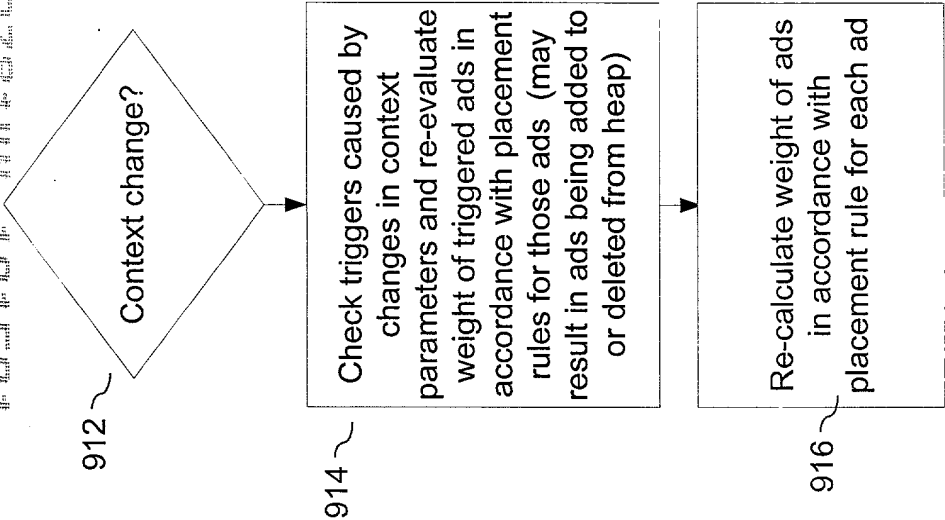 912
Context change?
914
Check triggers caused by
changes in context
parameters and re-evaluate
weight of triggered ads in
accordance with placement
rules for those ads (may
result in ads being added to
or deleted from heap)
916
Re-calculate weight of ads
in accordance with
placement rule for each ad